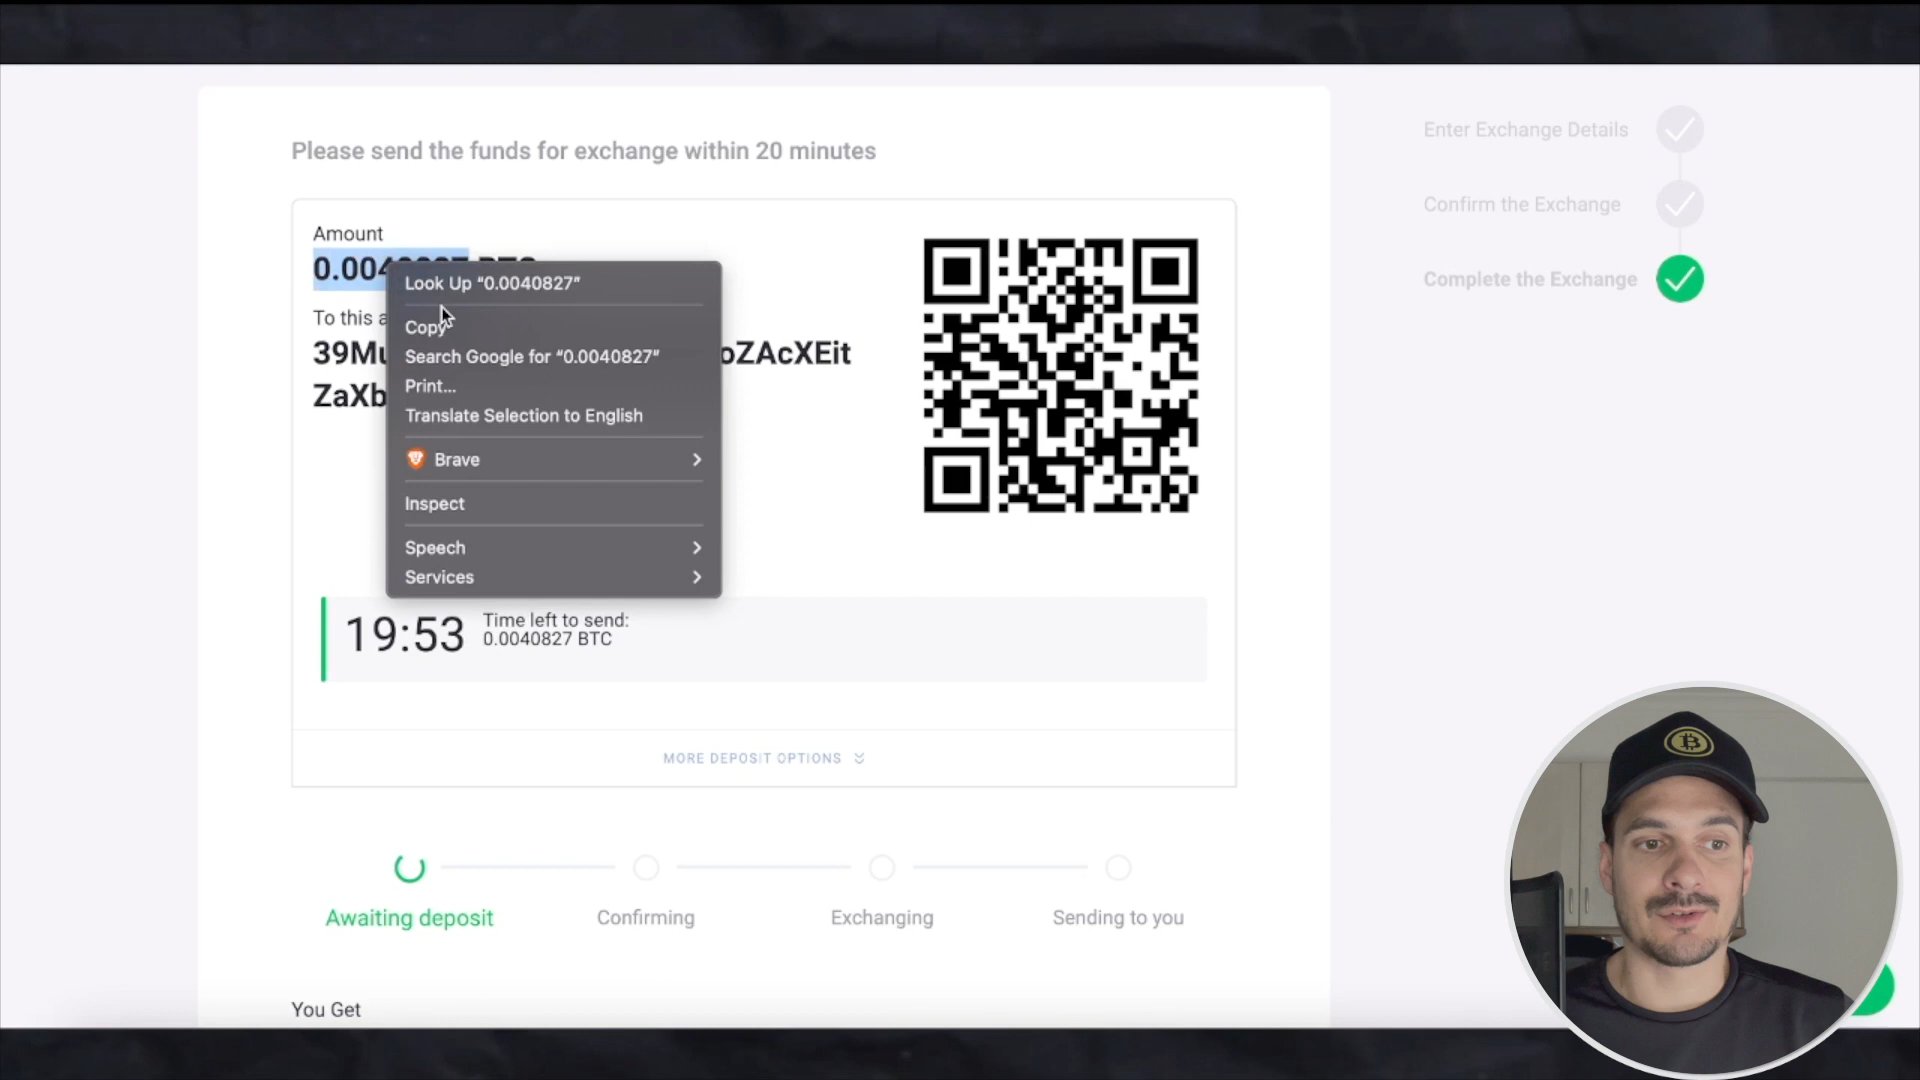 Please send the funds for exchange within 20 minutes
Amount
0.004
To this a
39Mu
oZAcXEit
ZaXb
Look Up “0.0040827”
Copy
Search Google for “0.0040827”
Print...
Translate Selection to English
Brave
Inspect
Speech
Services
19:53
Time left to send:
0.0040827 BTC
MORE DEPOSIT OPTIONS
Awaiting deposit
Confirming
Exchanging
Sending to you
You Get
Enter Exchange Details
Confirm the Exchange
Complete the Exchange